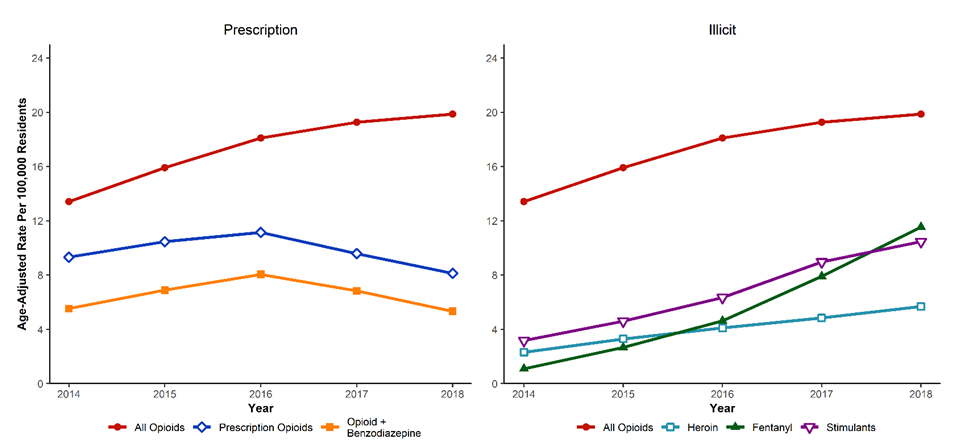 Prescription
Illicit
Age-Adjusted Rate Per 100,000 Residents
24
20
16
12
8
4
0
2014 2015 2016 2017 2018
Year
All Opioids Prescription Opioids Opioid +
Benzodiazepine
24
20
16
12
8
4
0
2014 2015 2016 2017 2018
Year
All Opioids Heroin Fentanyl Stimulants